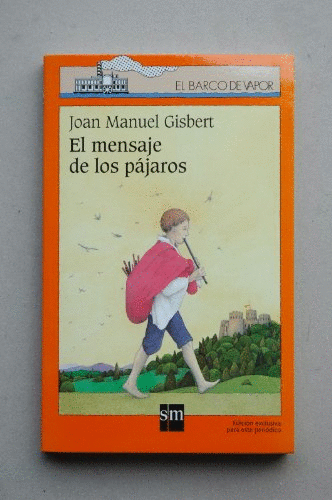 EL BARCO DE VAPOR
Joan Manuel Gisbert
El mensaje
de los pájaros
sm
Edición exclusiva
para este periódico